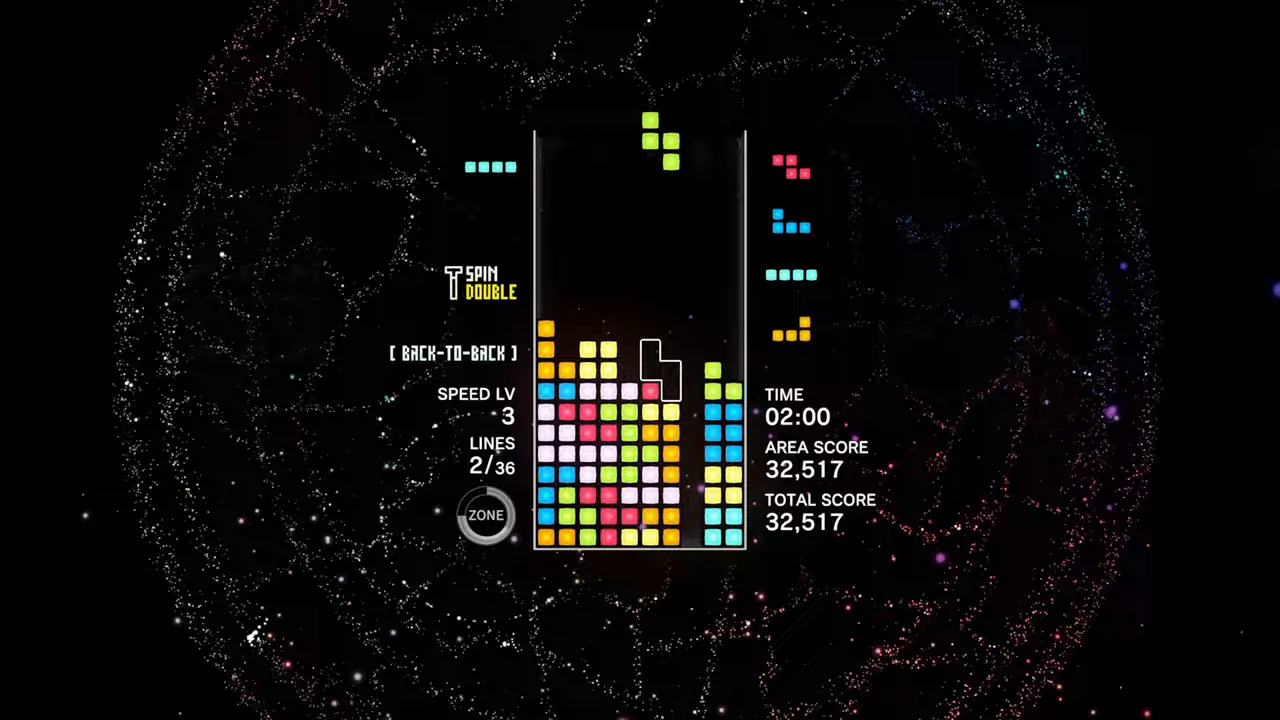 T SPIN
DOUBLE
[ BACK-TO-BACK ]
SPEED LV
3
LINES
2/36
ZONE
TIME
02:00
AREA SCORE
32,517
TOTAL SCORE
32,517